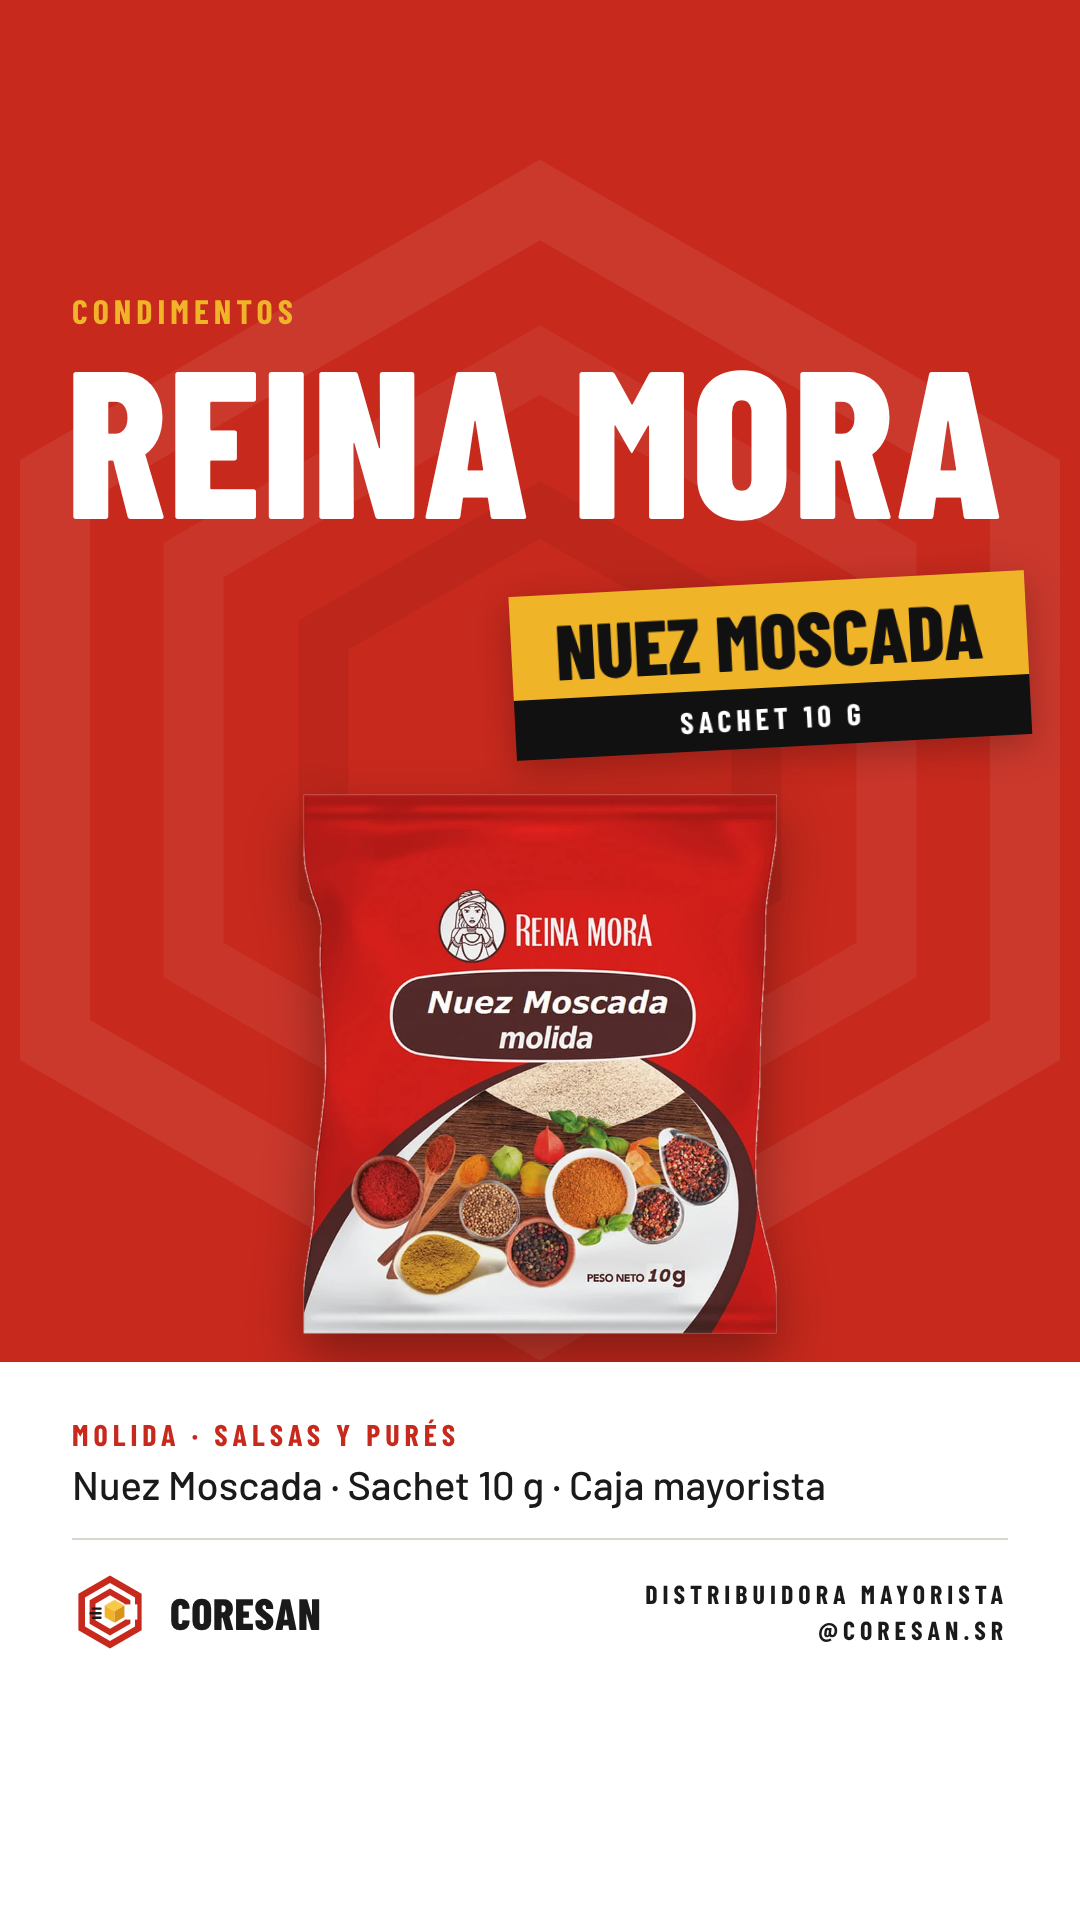 CONDIMENTOS
REINA MORA
NUEZ MOSCADA
SACHET 10 G
REINA MORA
Nuez Moscada
molida
PESO NETO 10g
MOLIDA · SALSAS Y PURÉS
Nuez Moscada · Sachet 10 g · Caja mayorista
CORESAN
DISTRIBUIDORA MAYORISTA
@CORESAN.SR